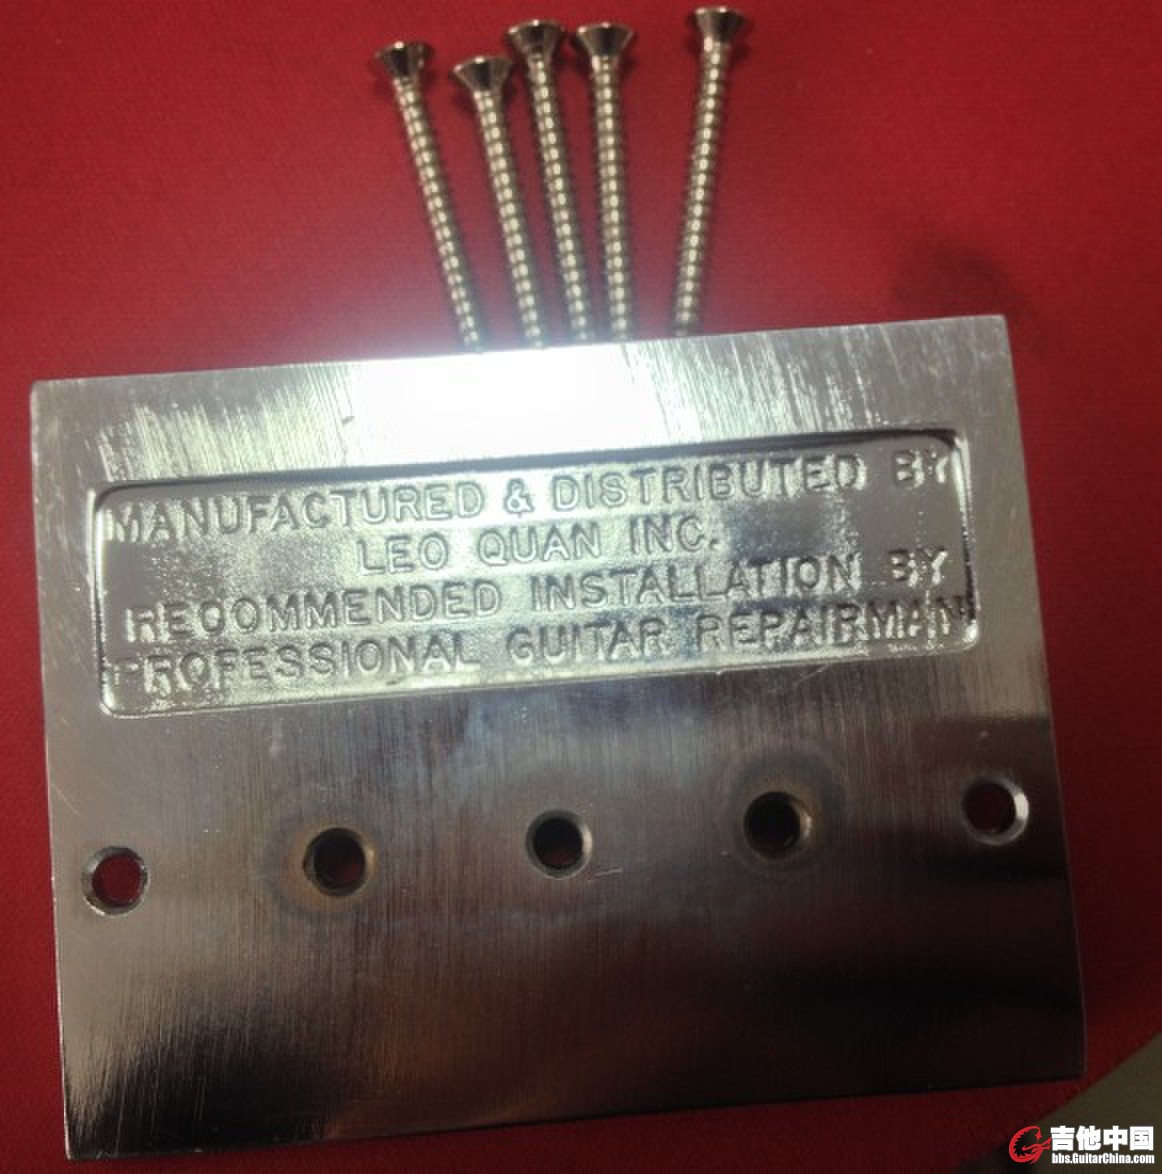 MANUFACTURED & DISTRIBUTED BY
LEO QUAN INC.
RECOMMENDED INSTALLATION BY
PROFESSIONAL GUITAR REPAIRMAN
吉他中国
bbs.GuitarChina.com